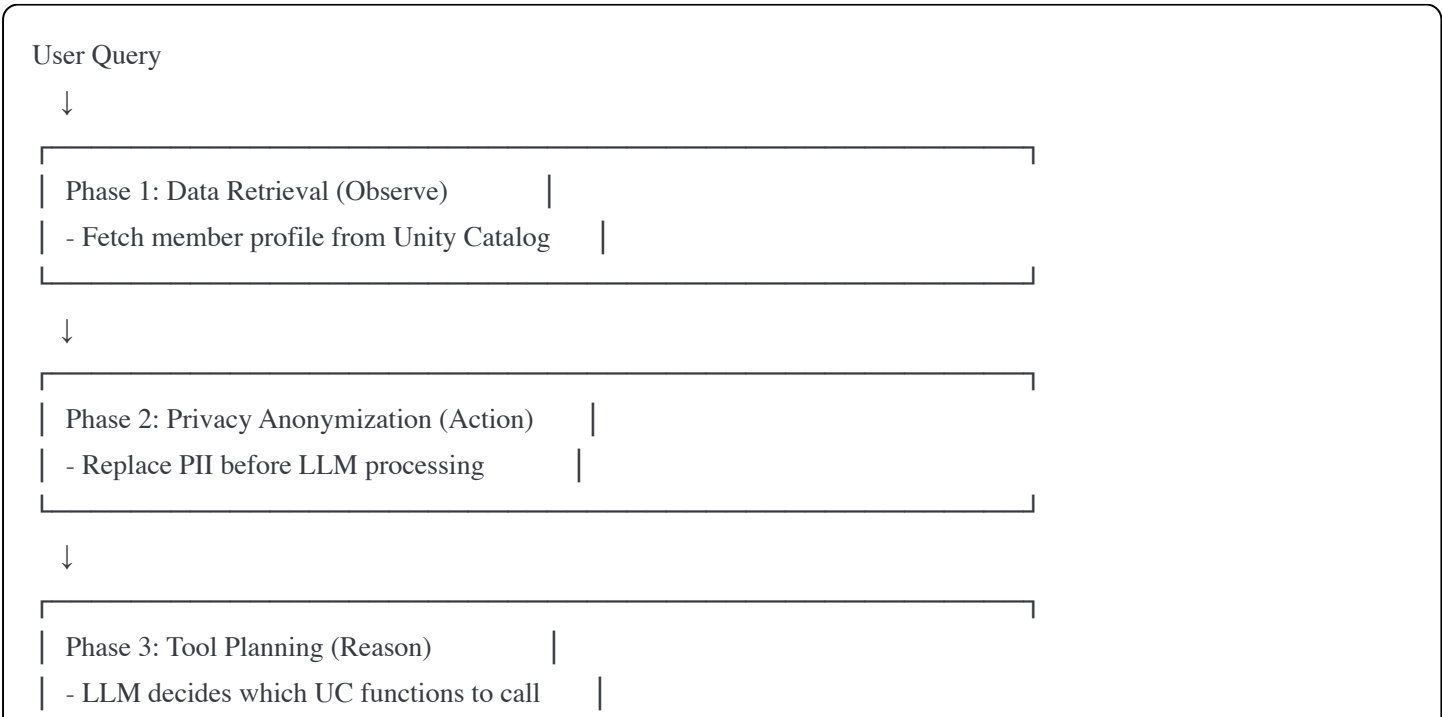 User Query
↓
Phase 1: Data Retrieval (Observe)
- Fetch member profile from Unity Catalog
↓
Phase 2: Privacy Anonymization (Action)
- Replace PII before LLM processing
↓
Phase 3: Tool Planning (Reason)
- LLM decides which UC functions to call